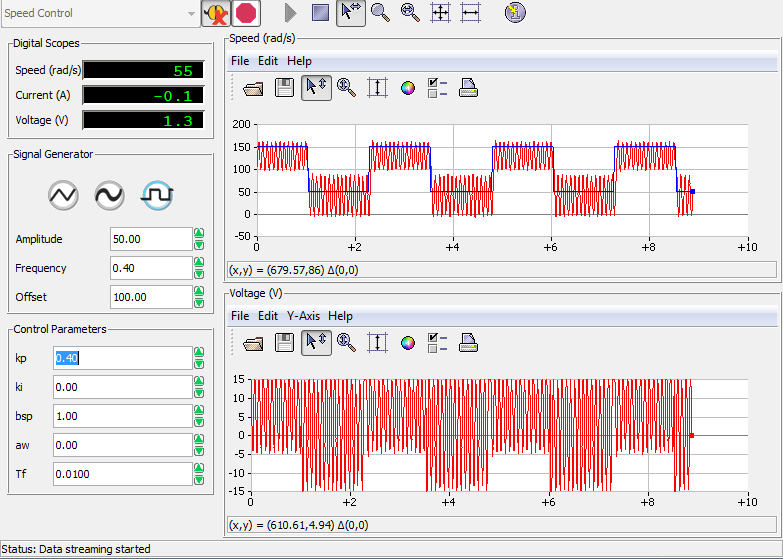 Speed Control
Digital Scopes
Speed (rad/s) 55
Current (A) -0.1
Voltage (V) 1.3
Signal Generator
Amplitude 50.00
Frequency 0.40
Offset 100.00
Control Parameters
kp 0.40
ki 0.00
bsp 1.00
aw 0.00
Tf 0.0100
Speed (rad/s)
File Edit Help
200
150
100
50
0
-50
0 +2 +4 +6 +8 +10
(x,y) = (679.57,86) Δ(0,0)
Voltage (V)
File Edit Y-Axis Help
15
10
5
0
-5
-10
-15
0 +2 +4 +6 +8 +10
(x,y) = (610.61,4.94) Δ(0,0)
Status: Data streaming started